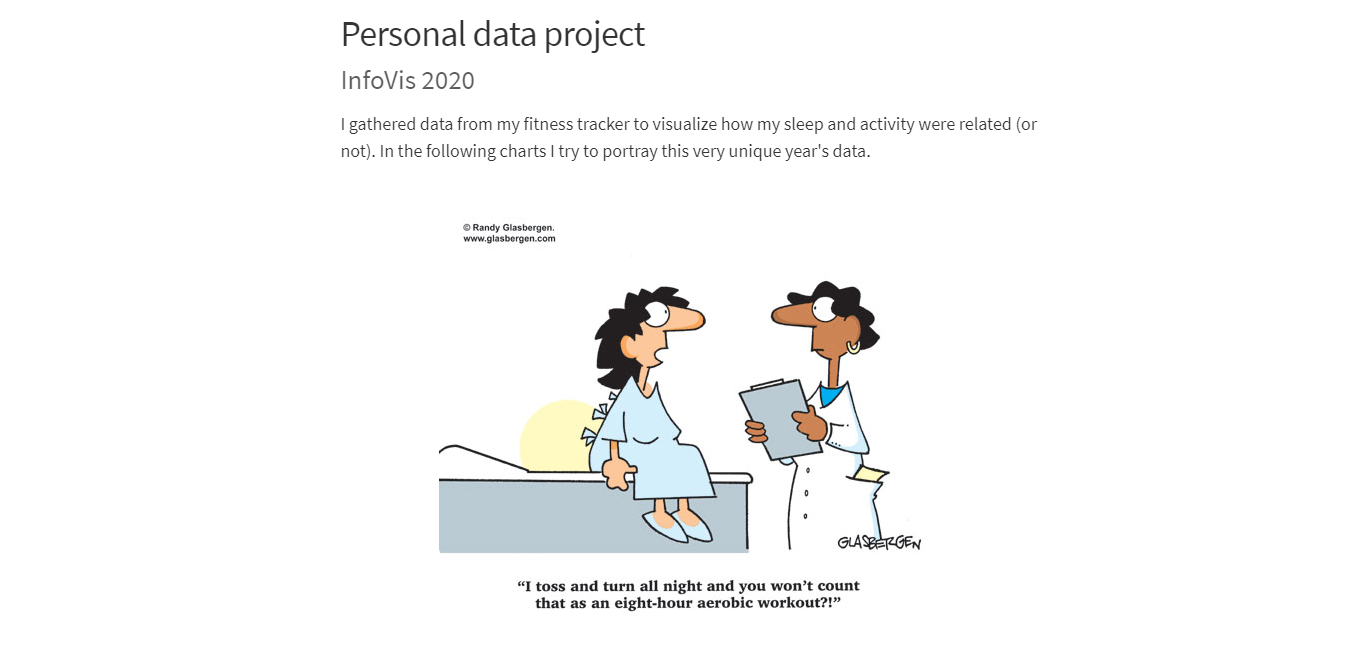 Personal data project
InfoVis 2020
I gathered data from my fitness tracker to visualize how my sleep and activity were related (or
not). In the following charts I try to portray this very unique year's data.
© Randy Glasbergen.
www.glasbergen.com
GLASBERGEN
“I toss and turn all night and you won’t count
that as an eight-hour aerobic workout?!”